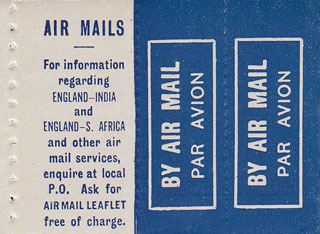 AIR MAILS
For information
regarding
ENGLAND–INDIA
and
ENGLAND–S. AFRICA
and other air
mail services,
enquire at local
P.O. Ask for
AIR MAIL LEAFLET
free of charge.
BY AIR MAIL
PAR AVION
BY AIR MAIL
PAR AVION